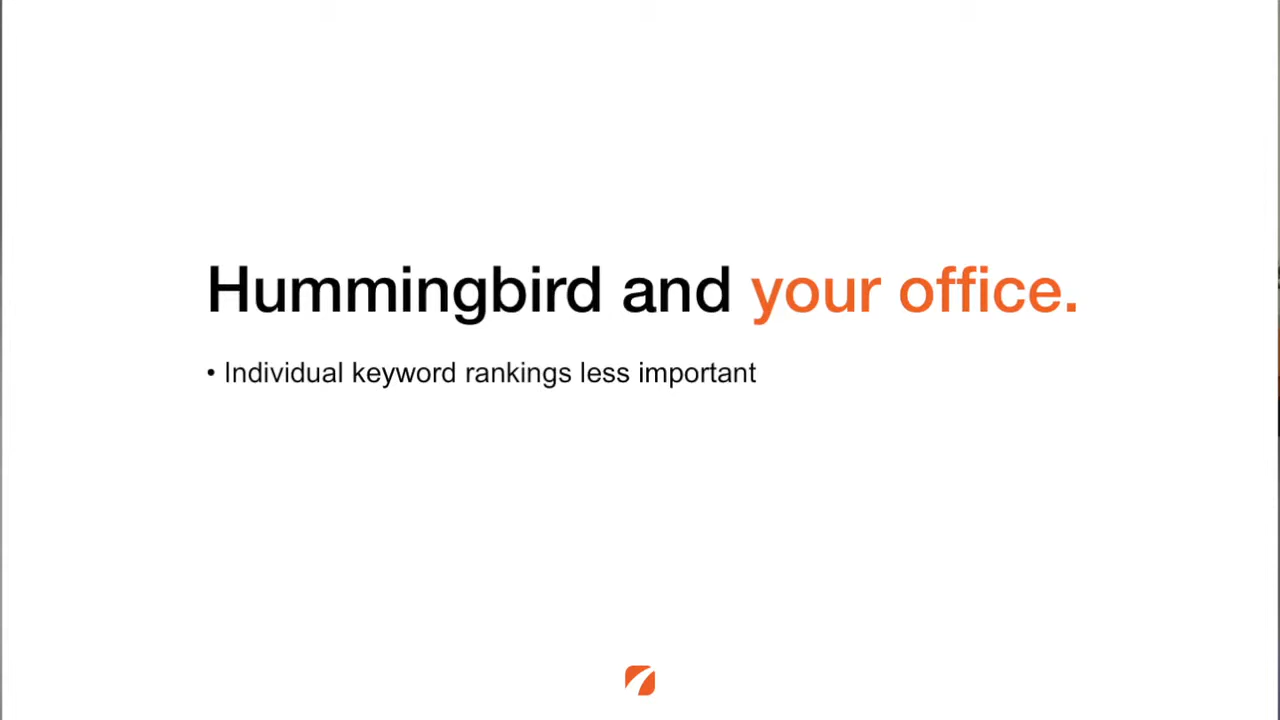 Hummingbird and your office.
• Individual keyword rankings less important